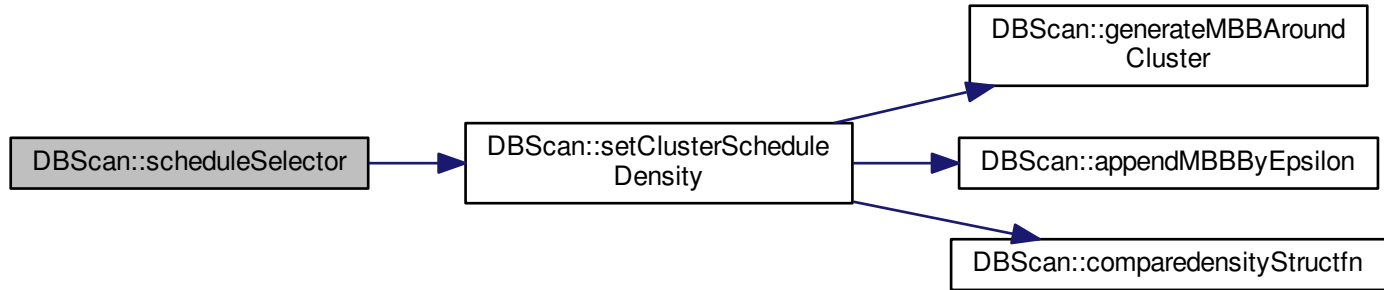 DBScan::scheduleSelector
DBScan::setClusterSchedule
Density
DBScan::generateMBBAround
Cluster
DBScan::appendMBBByEpsilon
DBScan::comparedensityStructfn